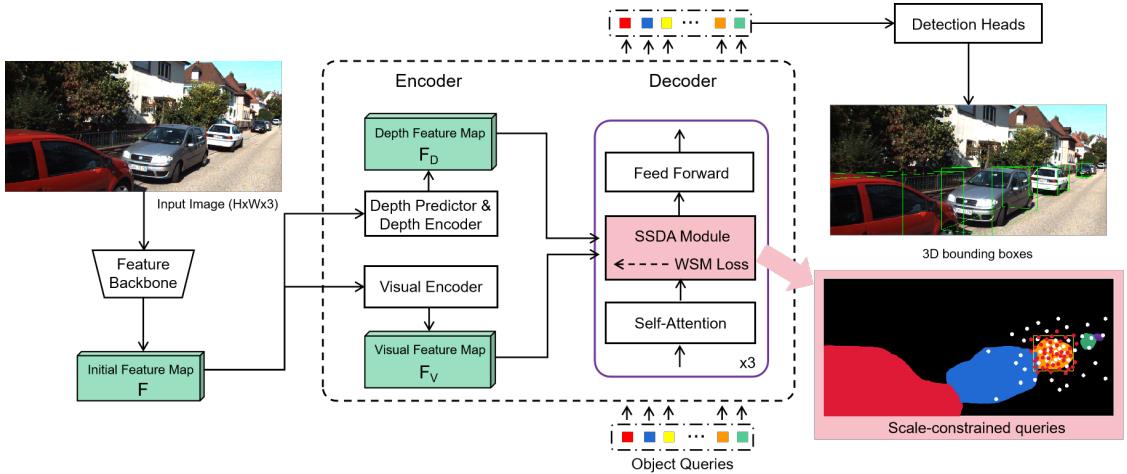 Detection Heads
Encoder
Decoder
Depth Feature Map
F_D
Input Image (HxWx3)
Depth Predictor &
Depth Encoder
Feed Forward
SSDA Module
WSM Loss
3D bounding boxes
Feature
Backbone
Visual Encoder
Self-Attention
Initial Feature Map
F
Visual Feature Map
F_V
x3
Scale-constrained queries
Object Queries